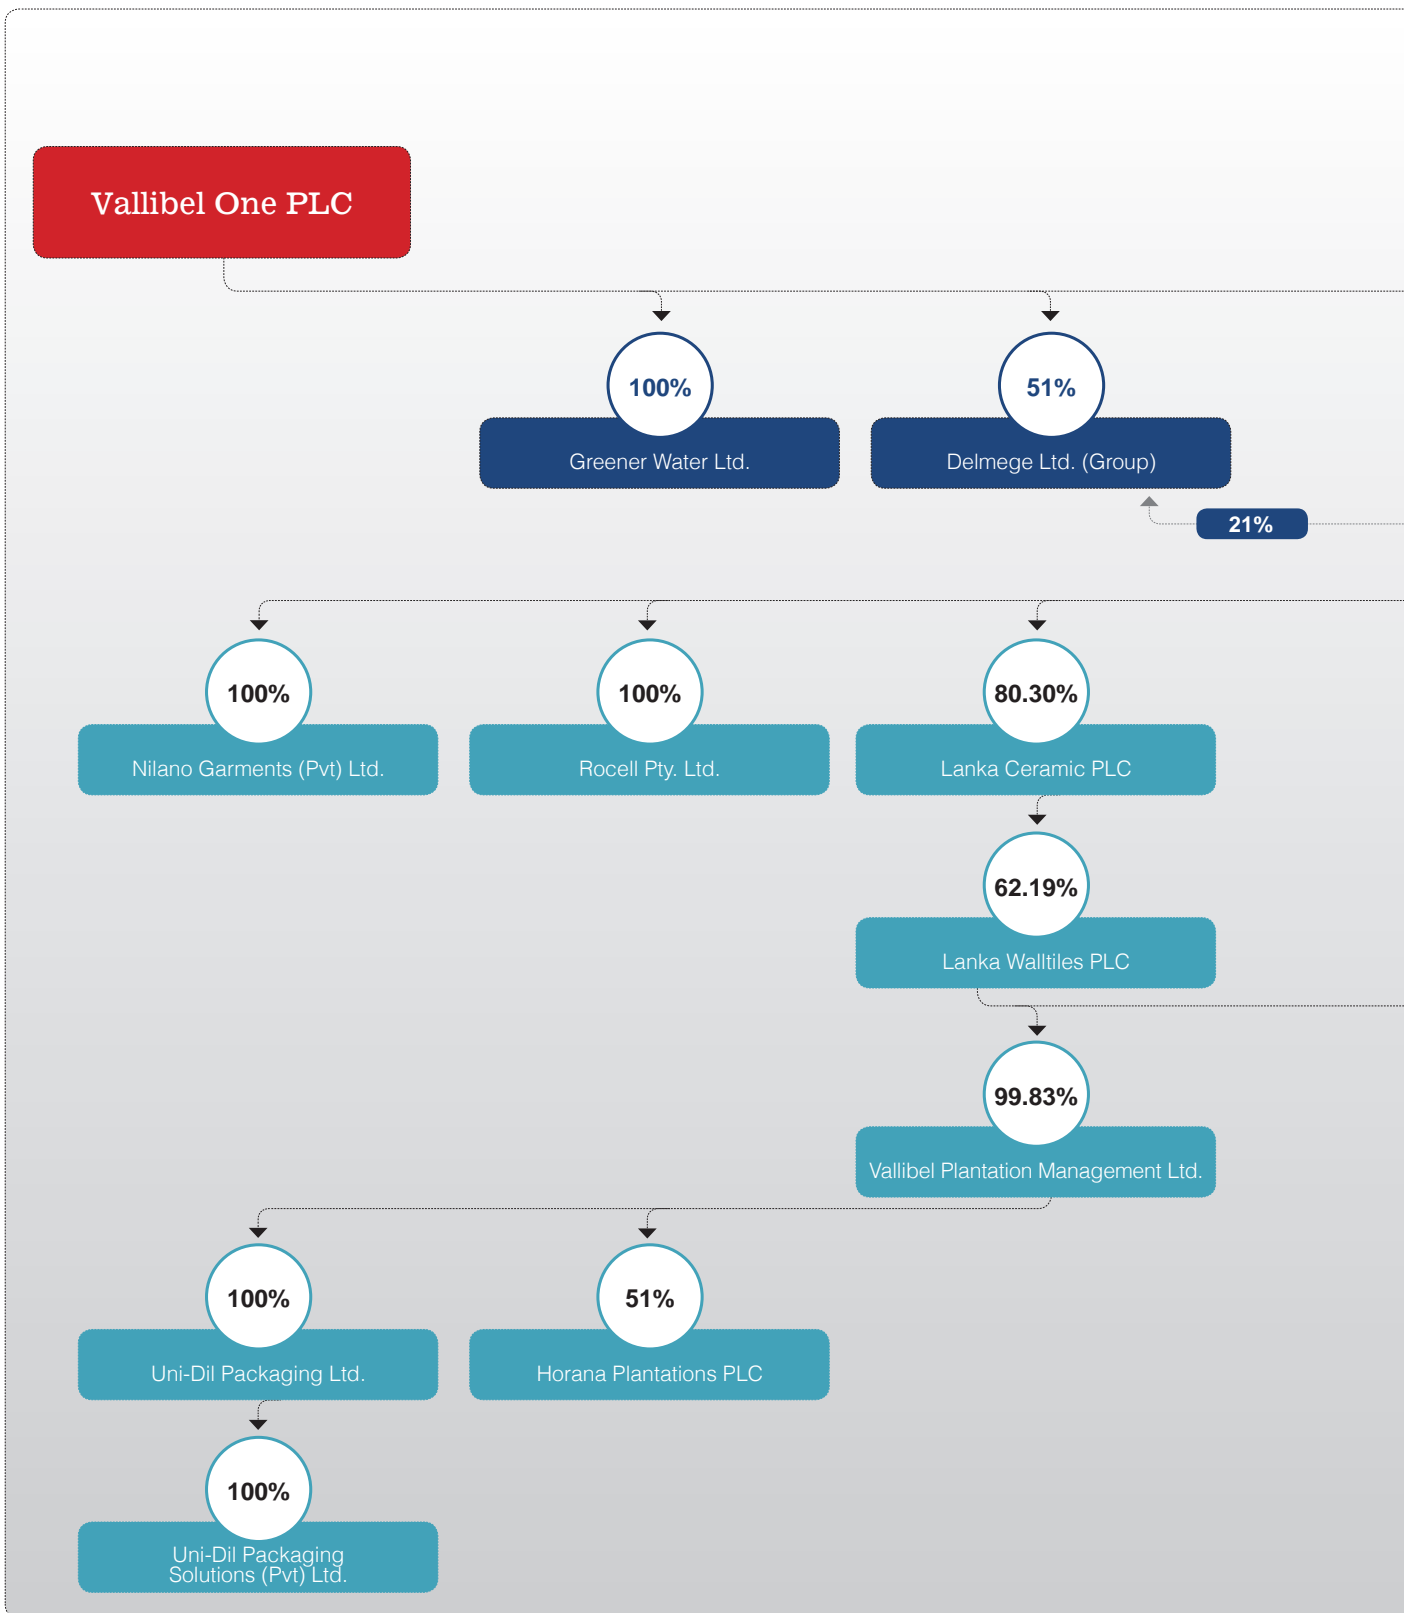 Vallibel One PLC
100%
Greener Water Ltd.
51%
Delmege Ltd. (Group)
21%
100%
Nilano Garments (Pvt) Ltd.
100%
Rocell Pty. Ltd.
80.30%
Lanka Ceramic PLC
62.19%
Lanka Walltiles PLC
99.83%
Vallibel Plantation Management Ltd.
100%
Uni-Dil Packaging Ltd.
51%
Horana Plantations PLC
100%
Uni-Dil Packaging
Solutions (Pvt) Ltd.